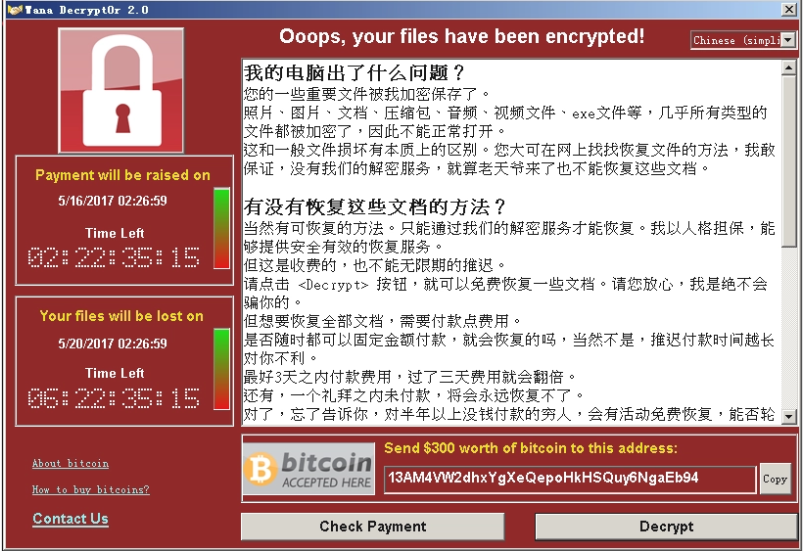 Wana Decrypt0r 2.0
Ooops, your files have been encrypted!
Chinese (simpli
Payment will be raised on
5/16/2017 02:26:59
Time Left
02:22:35:15
Your files will be lost on
5/20/2017 02:26:59
Time Left
06:22:35:15
About bitcoin
How to buy bitcoins?
Contact Us
我的电脑出了什么问题？
您的一些重要文件被我加密保存了。
照片、图片、文档、压缩包、音频、视频文件、exe文件等，几乎所有类型的
文件都被加密了，因此不能正常打开。
这和一般文件损坏有本质上的区别。您大可在网上找找恢复文件的方法，我敢
保证，没有我们的解密服务，就算老天爷来了也不能恢复这些文档。
有没有恢复这些文档的方法？
当然有可恢复的方法。只能通过我们的解密服务才能恢复。我以人格担保，能
够提供安全有效的恢复服务。
但这是收费的，也不能无限期的推迟。
请点击 <Decrypt> 按钮，就可以免费恢复一些文档。请您放心，我是绝不会
骗你的。
但想要恢复全部文档，需要付款点费用。
是否随时都可以固定金额付款，就会恢复的吗，当然不是，推迟付款时间越长
对你不利。
最好3天之内付款费用，过了三天费用就会翻倍。
还有，一个礼拜之内未付款，将会永远恢复不了。
对了，忘了告诉你，对半年以上没钱付款的穷人，会有活动免费恢复，能否轮
bitcoin
ACCEPTED HERE
Send $300 worth of bitcoin to this address:
13AM4VW2dhxYgXeQepoHkHSQuy6NgaEb94
Copy
Check Payment
Decrypt